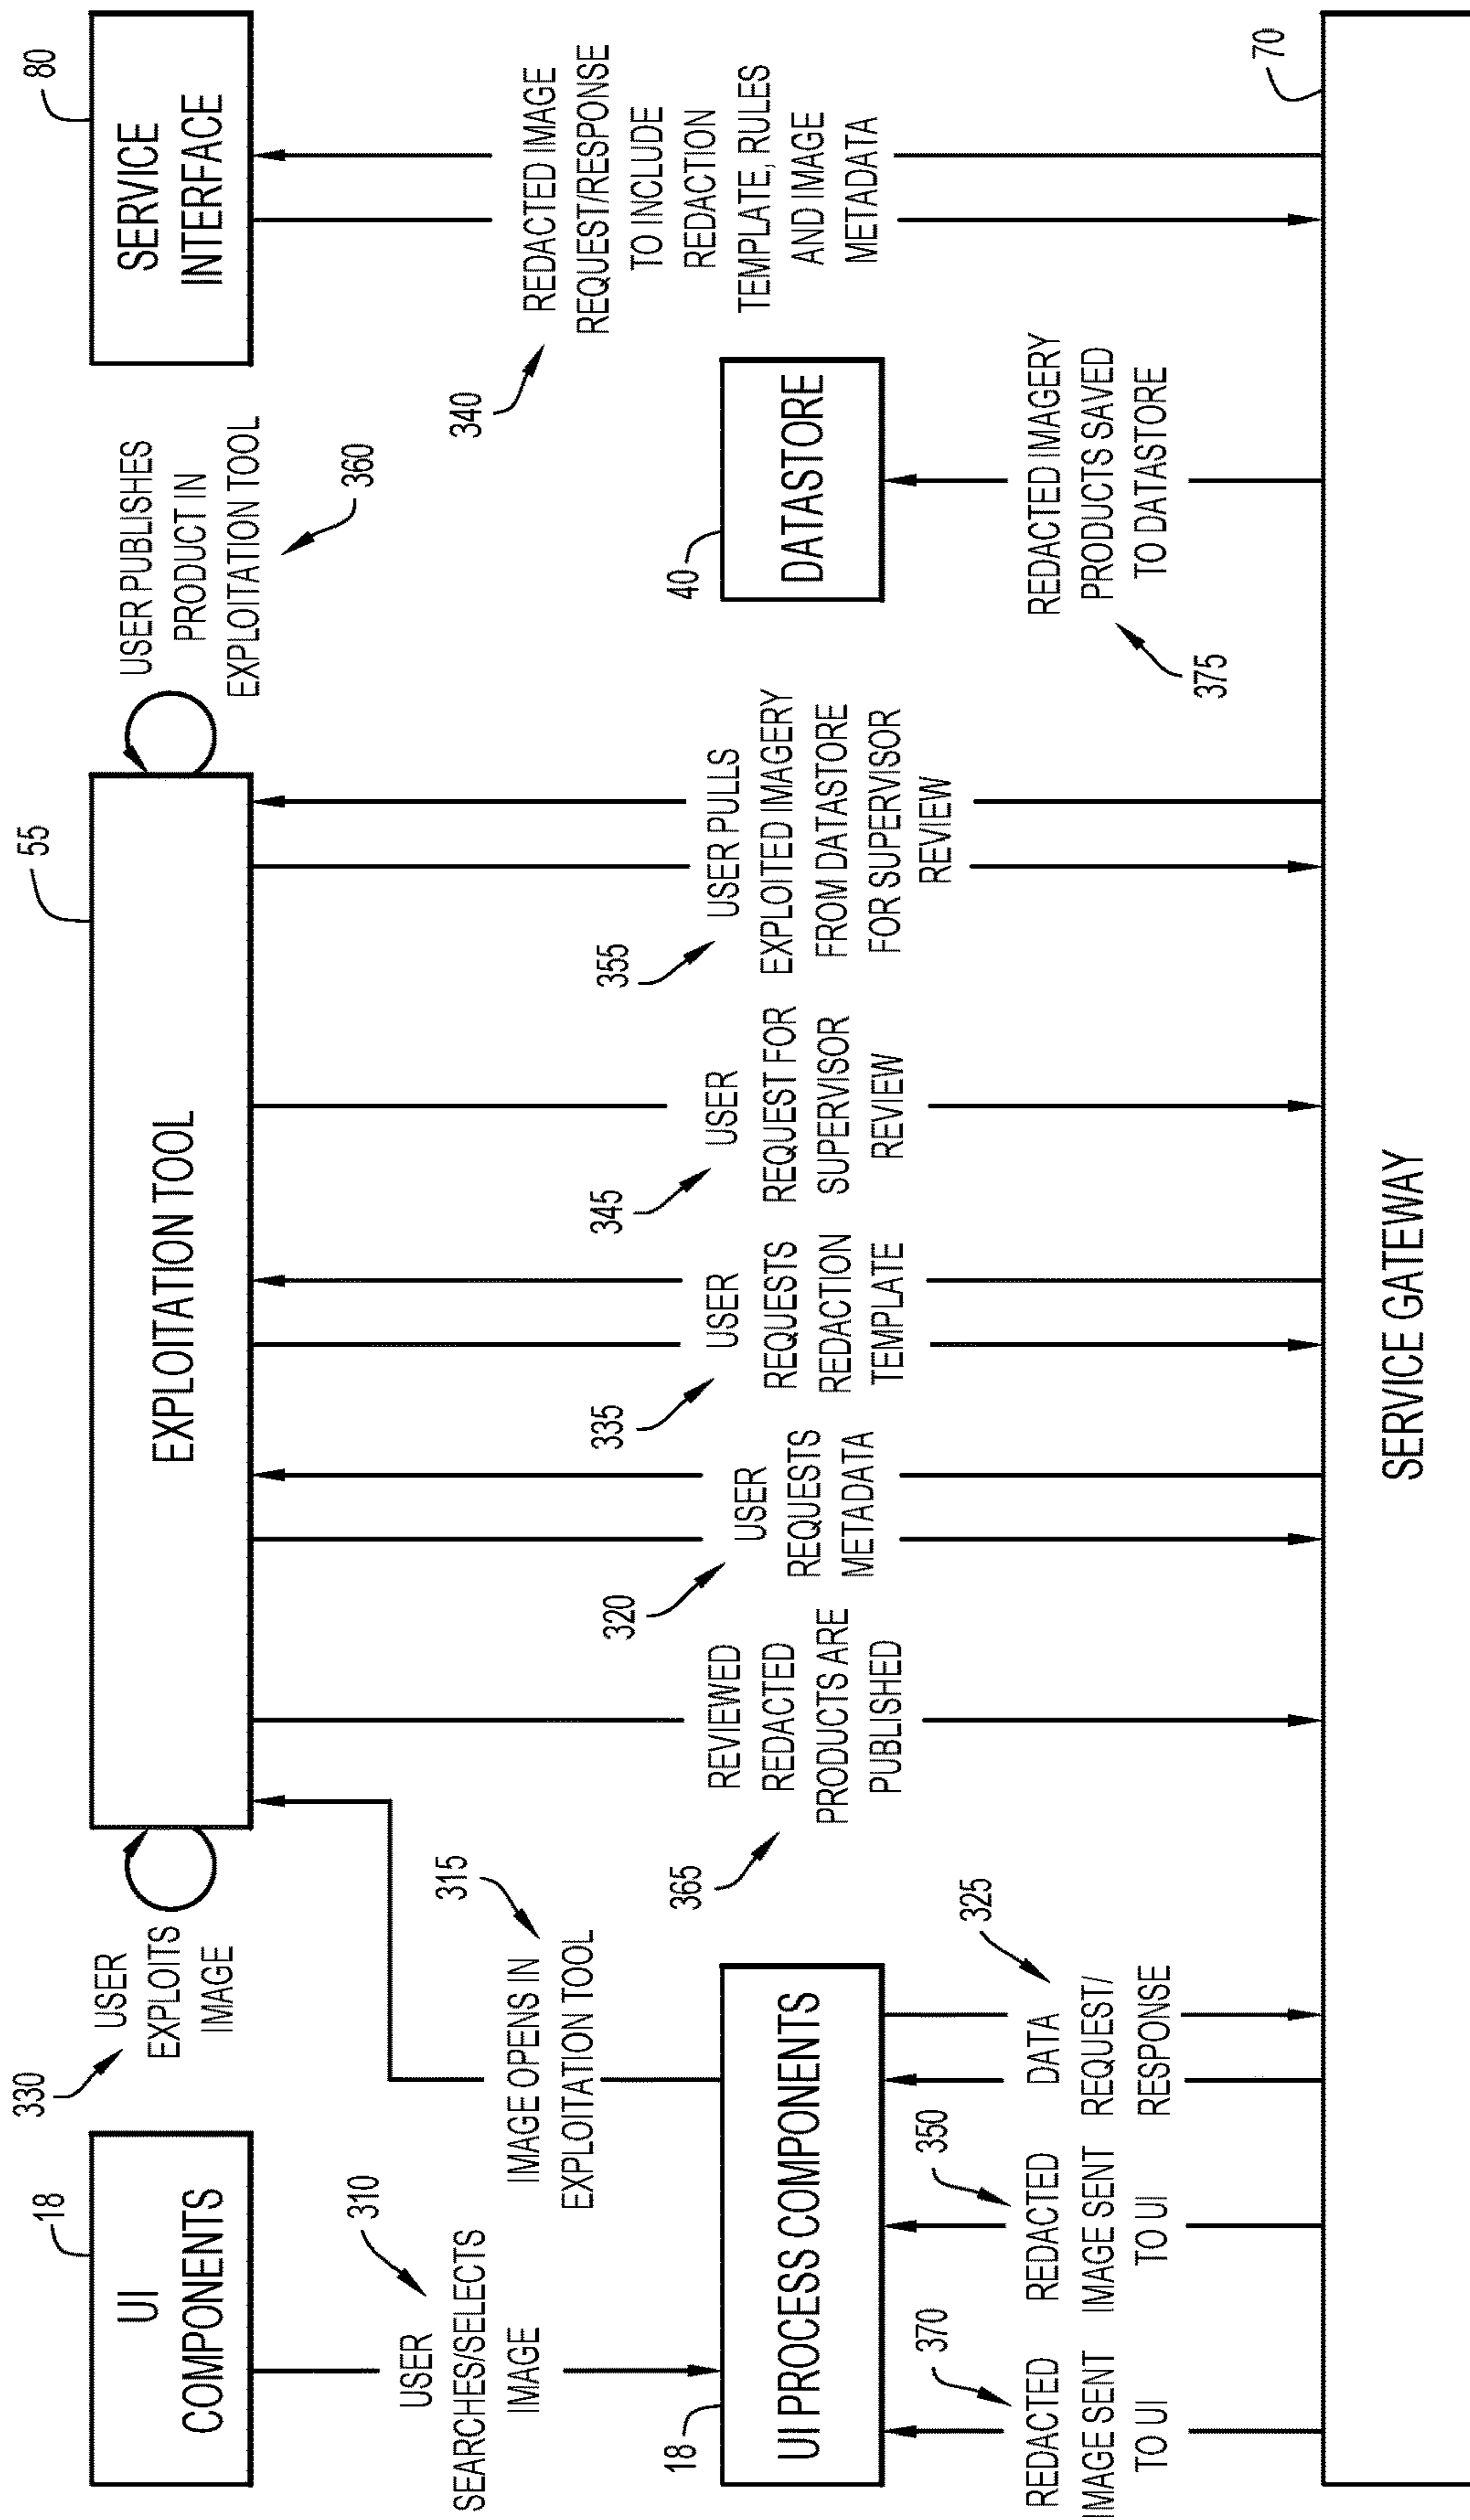 18
UI
COMPONENTS
330
USER
EXPLOITS
IMAGE
55
EXPLOITATION TOOL
USER PUBLISHES
PRODUCT IN
EXPLOITATION TOOL
360
80
SERVICE
INTERFACE
310
USER
SEARCHES/SELECTS
IMAGE
315
IMAGE OPENS IN
EXPLOITATION TOOL
365
REVIEWED
REDACTED
PRODUCTS ARE
PUBLISHED
320
USER
REQUESTS
METADATA
335
USER
REQUESTS
REDACTION
TEMPLATE
345
USER
REQUEST FOR
SUPERVISOR
REVIEW
355
USER PULLS
EXPLOITED IMAGERY
FROM DATASTORE
FOR SUPERVISOR
REVIEW
340
REDACTED IMAGE
REQUEST/RESPONSE
TO INCLUDE
REDACTION
TEMPLATE, RULES
AND IMAGE
METADATA
18
UI PROCESS COMPONENTS
40
DATASTORE
370
REDACTED
IMAGE SENT
TO UI
350
REDACTED
IMAGE SENT
TO UI
325
DATA
REQUEST/
RESPONSE
375
REDACTED IMAGERY
PRODUCTS SAVED
TO DATASTORE
70
SERVICE GATEWAY